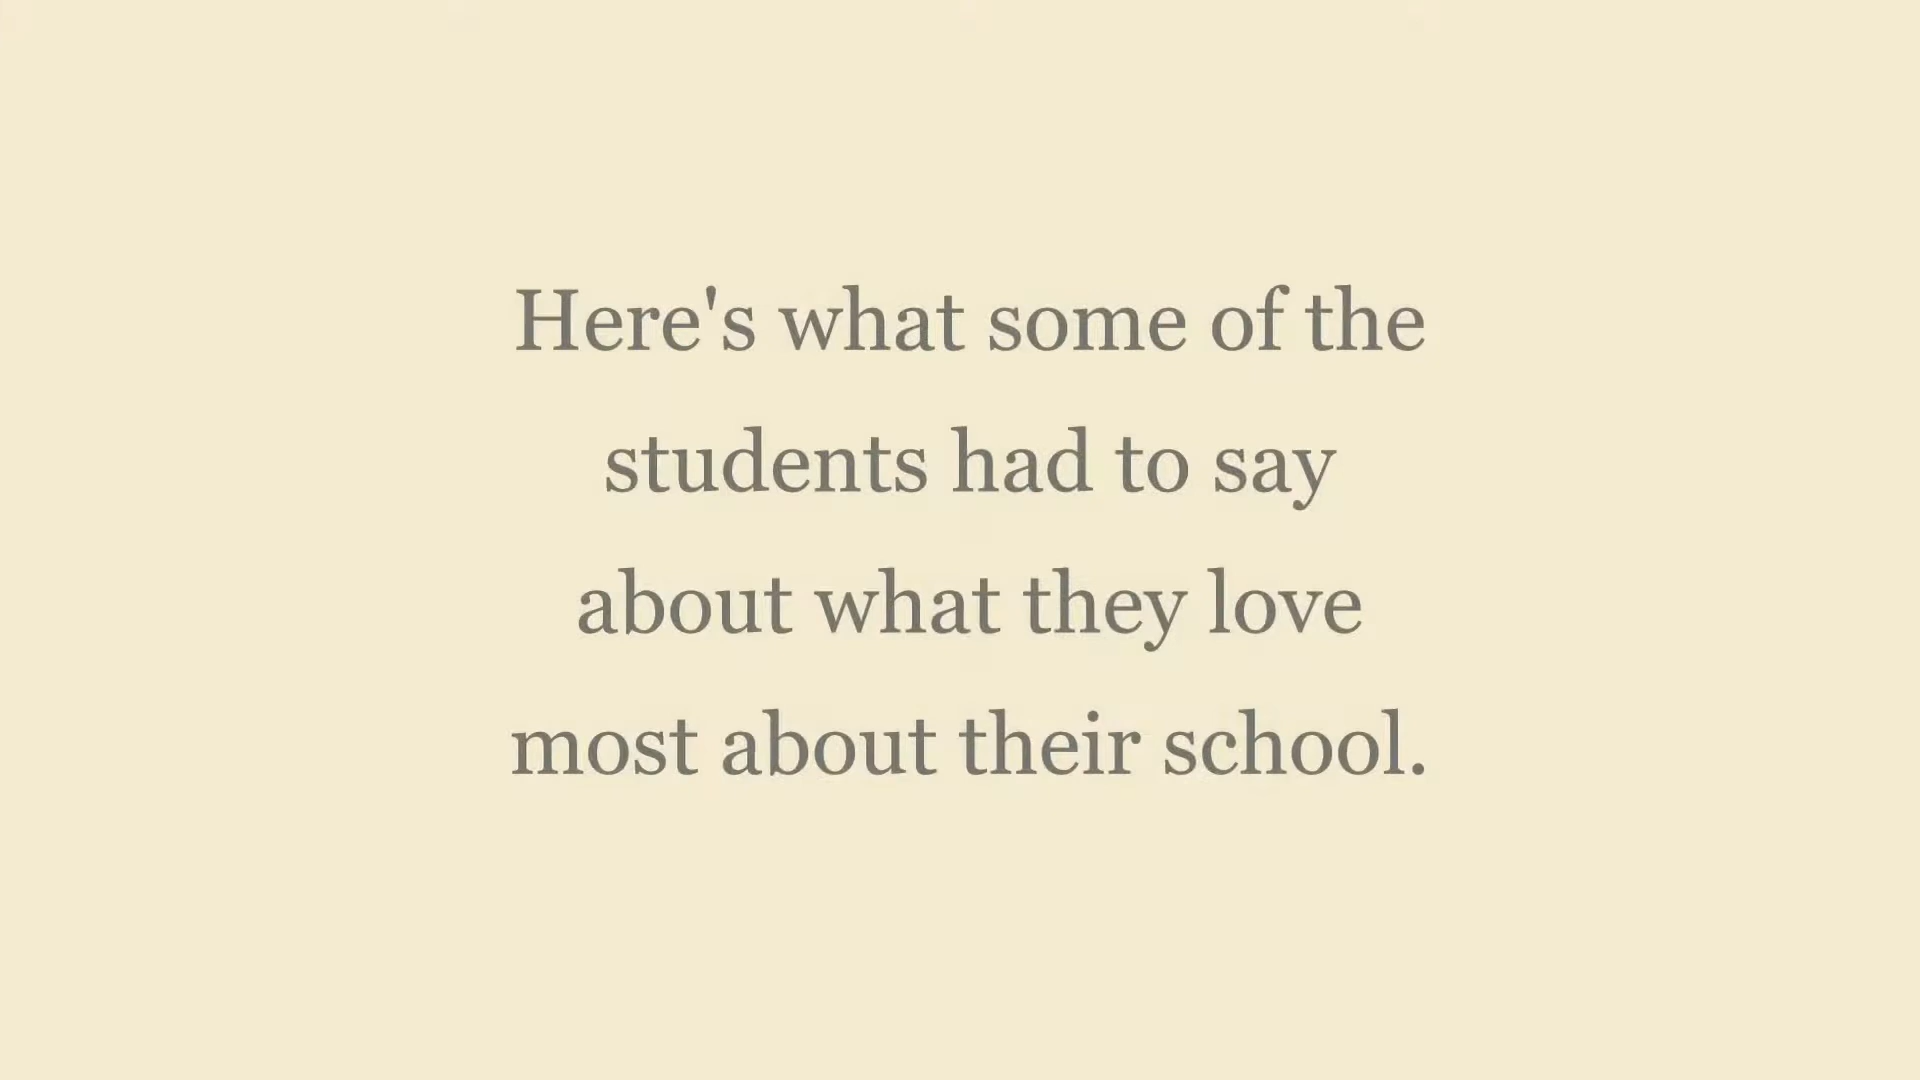 Here's what some of the
students had to say
about what they love
most about their school.